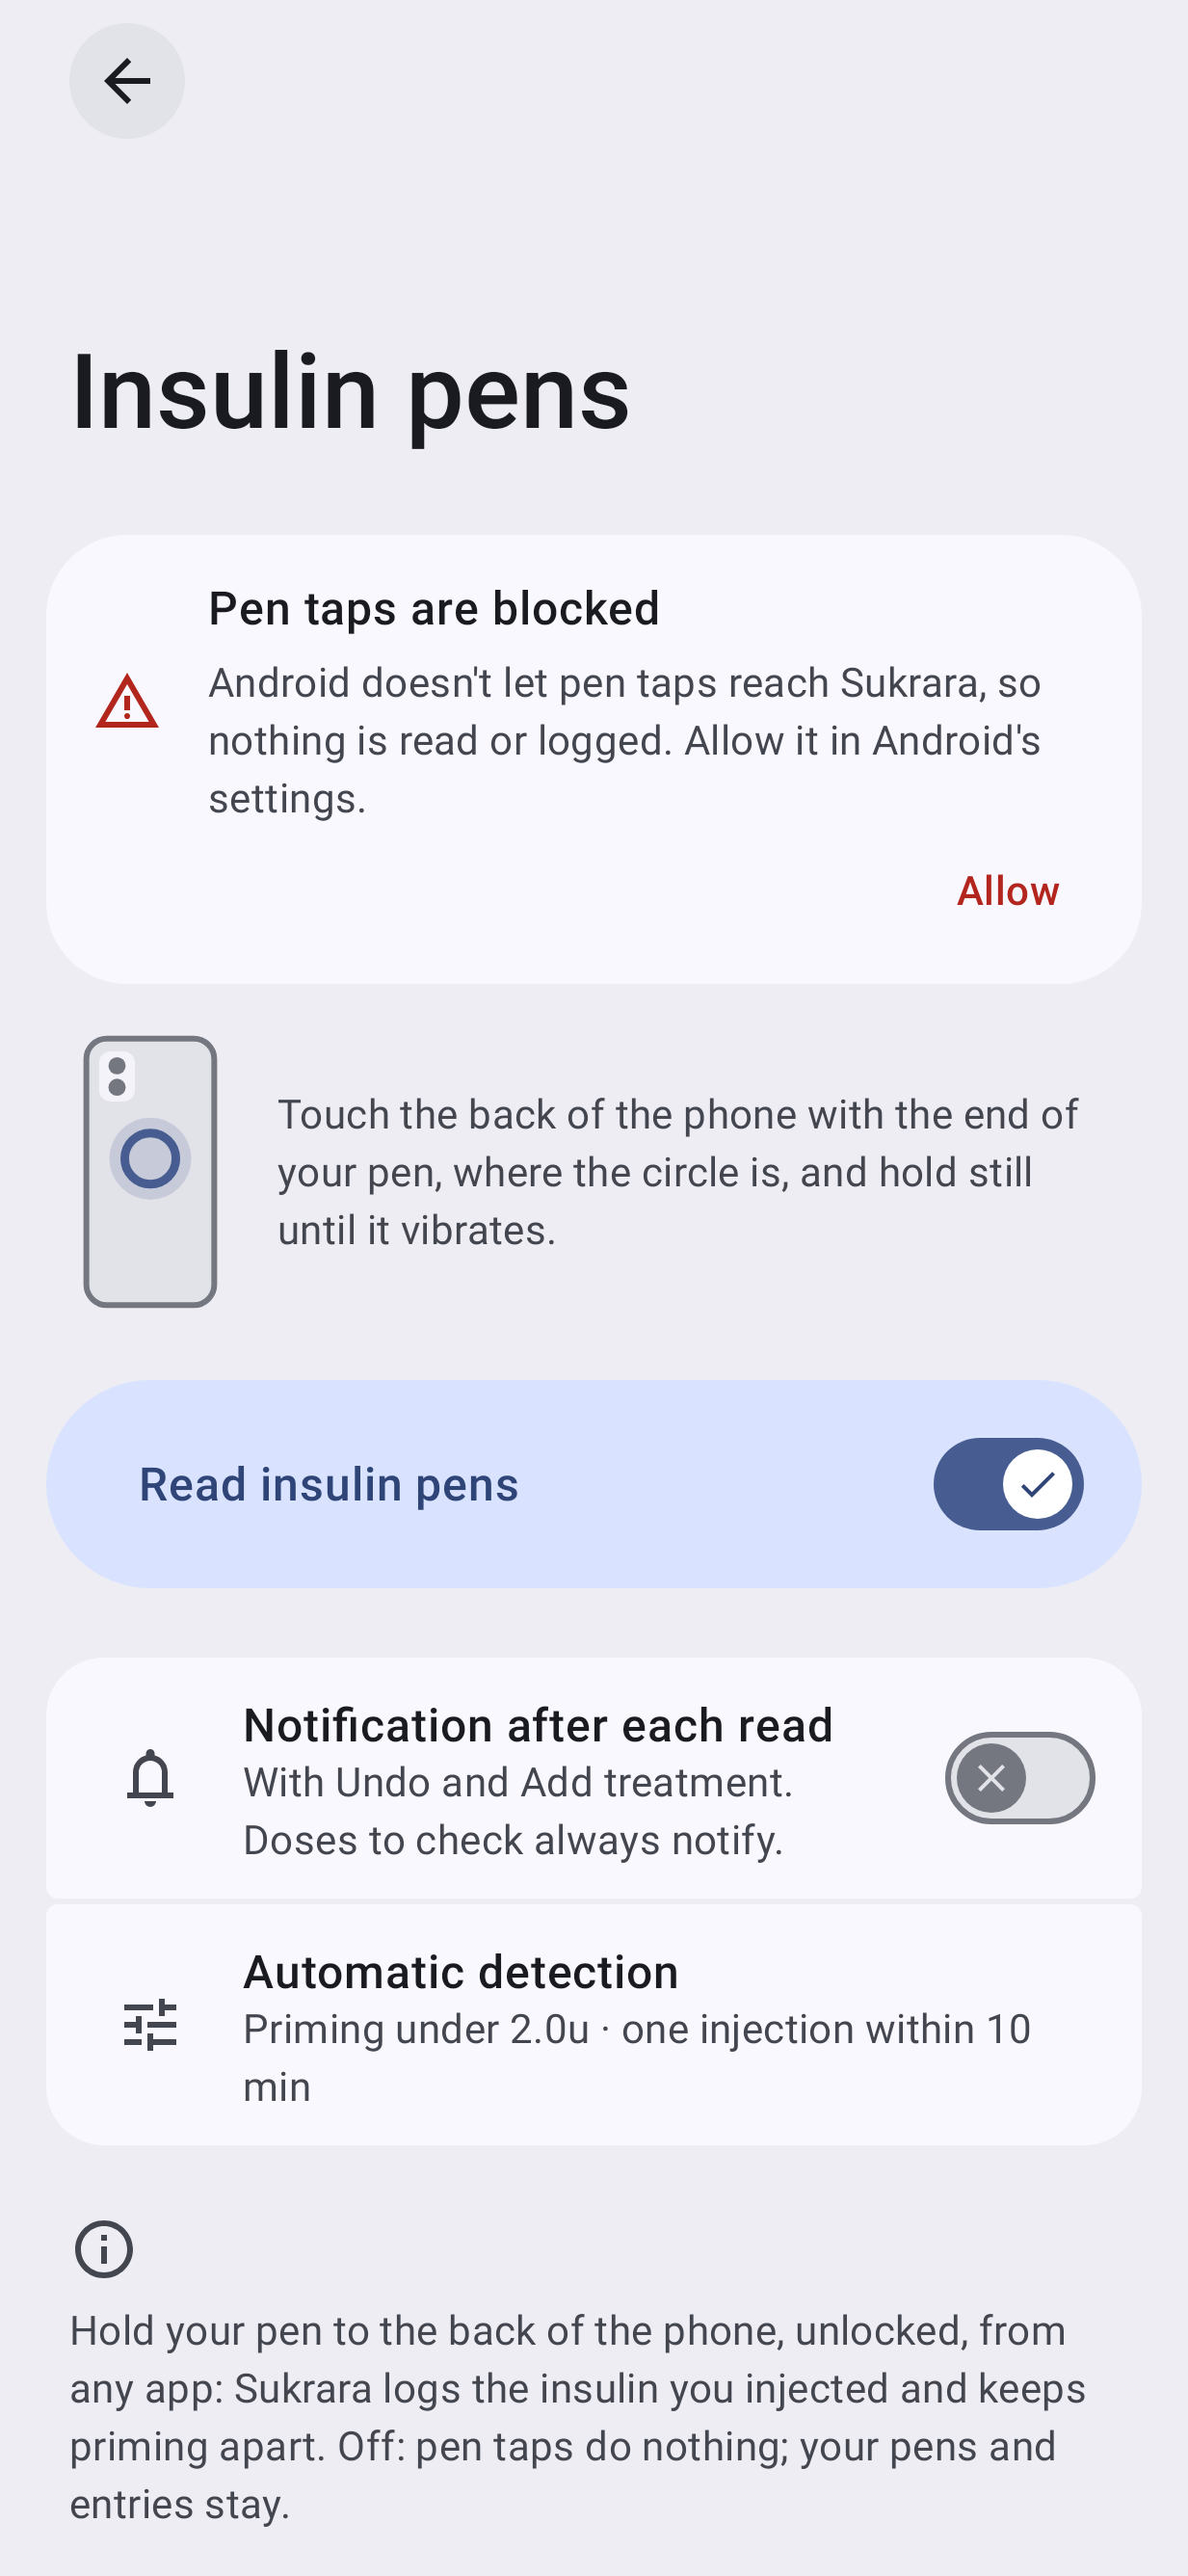 Insulin pens
Pen taps are blocked
Android doesn't let pen taps reach Sukrara, so
nothing is read or logged. Allow it in Android's
settings.
Allow
Touch the back of the phone with the end of
your pen, where the circle is, and hold still
until it vibrates.
Read insulin pens
Notification after each read
With Undo and Add treatment.
Doses to check always notify.
Automatic detection
Priming under 2.0u · one injection within 10
min
Hold your pen to the back of the phone, unlocked, from
any app: Sukrara logs the insulin you injected and keeps
priming apart. Off: pen taps do nothing; your pens and
entries stay.